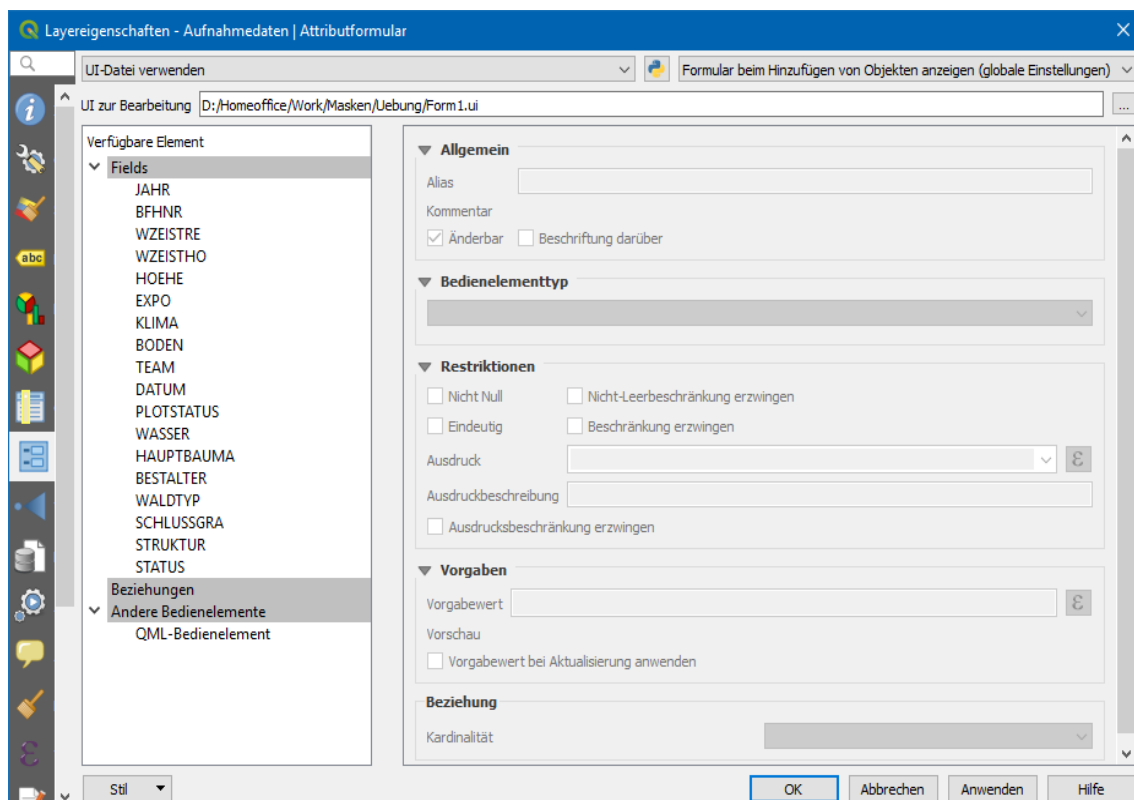 Layereigenschaften - Aufnahmedaten | Attributformular
UI-Datei verwenden
Formular beim Hinzufügen von Objekten anzeigen (globale Einstellungen)
UI zur Bearbeitung D:/Homeoffice/Work/Masken/Uebung/Form1.ui ...
Verfügbare Element
Fields
JAHR
BFHNR
WZEISTRE
WZEISTHO
HOEHE
EXPO
KLIMA
BODEN
TEAM
DATUM
PLOTSTATUS
WASSER
HAUPTBAUMA
BESTALTER
WALDTYP
SCHLUSSGRA
STRUKTUR
STATUS
Beziehungen
Andere Bedienelemente
QML-Bedienelement
Allgemein
Alias
Kommentar
Änderbar Beschriftung darüber
Bedienelementtyp
Restriktionen
Nicht Null Nicht-Leerbeschränkung erzwingen
Eindeutig Beschränkung erzwingen
Ausdruck ε
Ausdruckbeschreibung
Ausdrucksbeschränkung erzwingen
Vorgaben
Vorgabewert ε
Vorschau
Vorgabewert bei Aktualisierung anwenden
Beziehung
Kardinalität
abc
ε
Stil OK Abbrechen Anwenden Hilfe